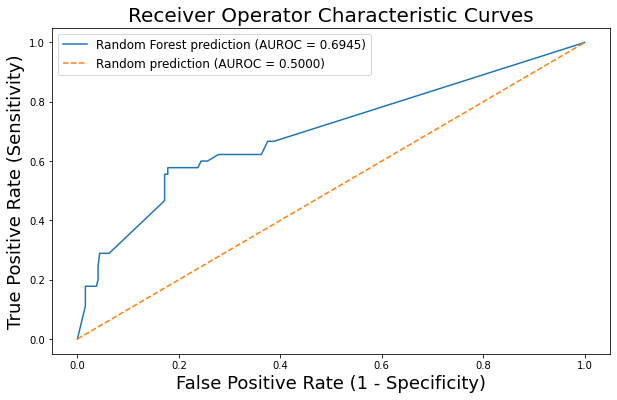 Receiver Operator Characteristic Curves
Random Forest prediction (AUROC = 0.6945)
Random prediction (AUROC = 0.5000)
True Positive Rate (Sensitivity)
1.0
0.8
0.6
0.4
0.2
0.0
0.0 0.2 0.4 0.6 0.8 1.0
False Positive Rate (1 - Specificity)